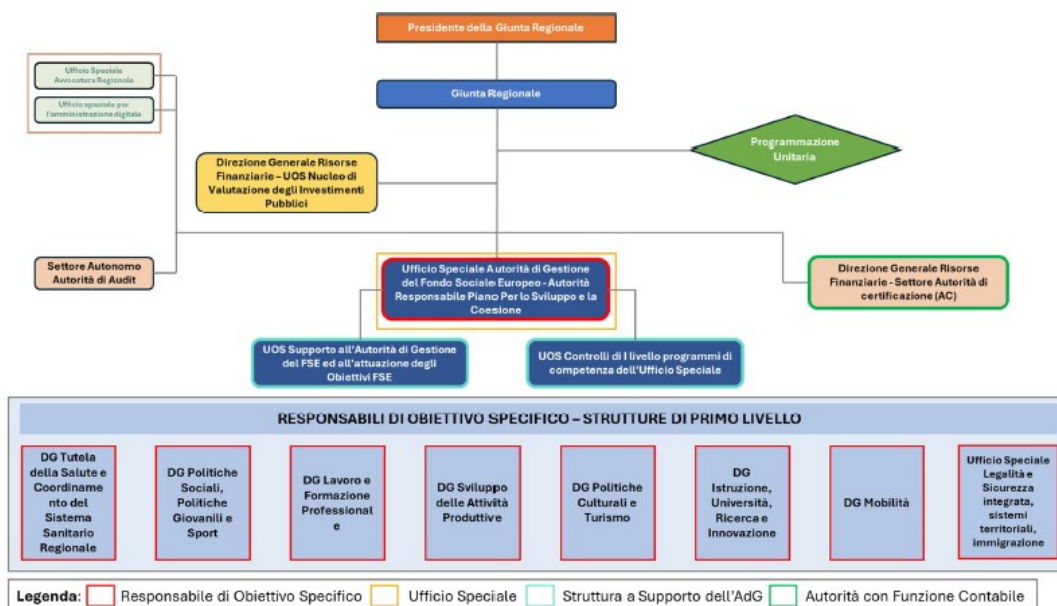 Presidente della Giunta Regionale
Ufficio Speciale
Avvocatura Regionale
Ufficio speciale per
l'amministrazione digitale
Giunta Regionale
Programmazione
Unitaria
Direzione Generale Risorse
Finanziarie – UOS Nucleo di
Valutazione degli Investimenti
Pubblici
Settore Autonomo
Autorità di Audit
Ufficio Speciale Autorità di Gestione
del Fondo Sociale Europeo - Autorità
Responsabile Piano Per lo Sviluppo e la
Coesione
Direzione Generale Risorse
Finanziarie - Settore Autorità di
certificazione (AC)
UOS Supporto all'Autorità di Gestione
del FSE ed all'attuazione degli
Obiettivi FSE
UOS Controlli di I livello programmi di
competenza dell'Ufficio Speciale
RESPONSABILI DI OBIETTIVO SPECIFICO – STRUTTURE DI PRIMO LIVELLO
DG Tutela
della Salute e
Coordiname
nto del
Sistema
Sanitario
Regionale
DG Politiche
Sociali,
Politiche
Giovanili e
Sport
DG Lavoro e
Formazione
Professional
e
DG Sviluppo
delle Attività
Produttive
DG Politiche
Culturali e
Turismo
DG
Istruzione,
Università,
Ricerca e
Innovazione
DG Mobilità
Ufficio Speciale
Legalità e
Sicurezza
integrata,
sistemi
territoriali,
immigrazione
Legenda: Responsabile di Obiettivo Specifico Ufficio Speciale Struttura a Supporto dell'AdG Autorità con Funzione Contabile